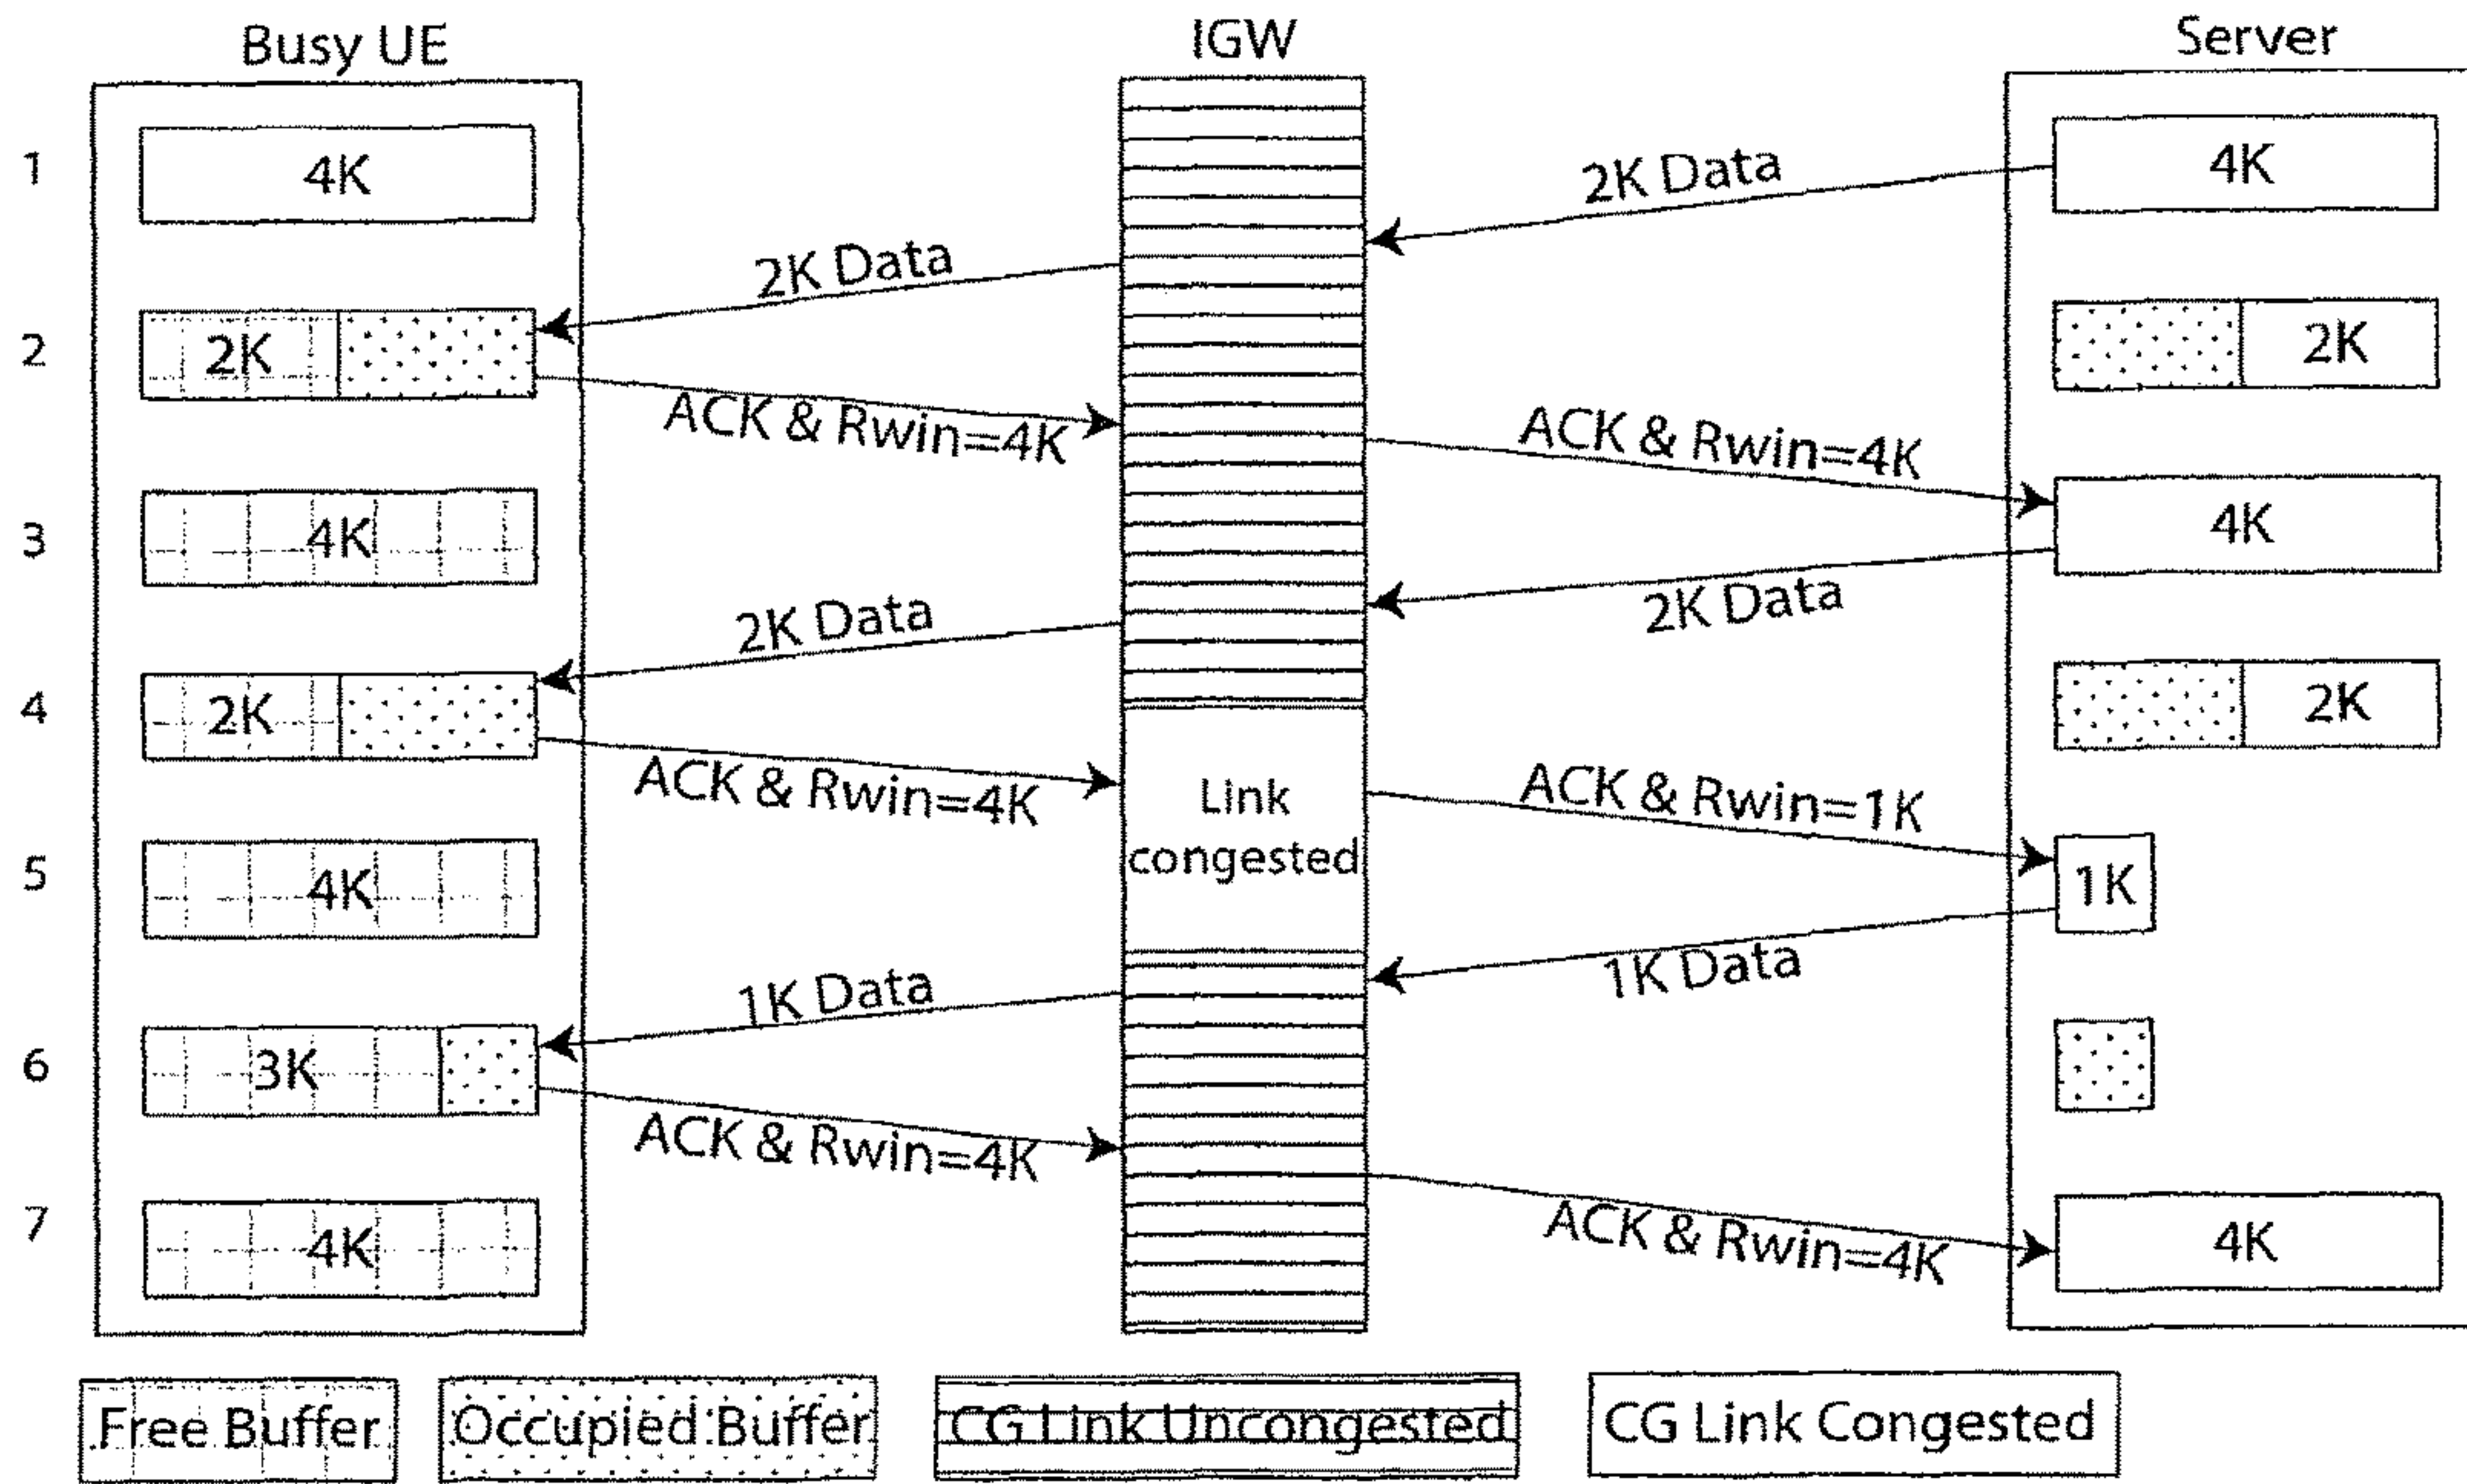 Busy UE
IGW
Server
1
4K
2K Data
4K
2K Data
2
2K
2K
ACK & Rwin=4K
ACK & Rwin=4K
3
4K
4K
2K Data
2K Data
4
2K
2K
ACK & Rwin=4K
Link
congested
ACK & Rwin=1K
5
4K
1K
1K Data
1K Data
6
3K
ACK & Rwin=4K
ACK & Rwin=4K
7
4K
4K
Free Buffer
Occupied Buffer
CG Link Uncongested
CG Link Congested